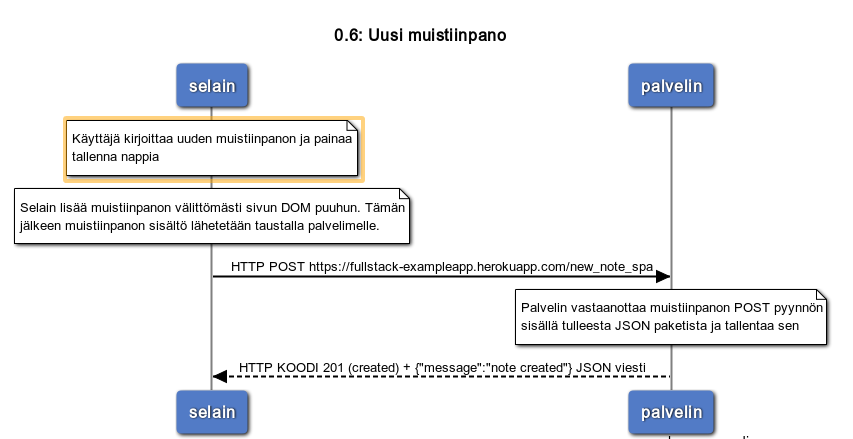 0.6: Uusi muistiinpano
selain
palvelin
Käyttäjä kirjoittaa uuden muistiinpanon ja painaa
tallenna nappia
Selain lisää muistiinpanon välittömästi sivun DOM puuhun. Tämän
jälkeen muistiinpanon sisältö lähetetään taustalla palvelimelle.
HTTP POST https://fullstack-exampleapp.herokuapp.com/new_note_spa
Palvelin vastaanottaa muistiinpanon POST pyynnön
sisällä tulleesta JSON paketista ja tallentaa sen
HTTP KOODI 201 (created) + {"message":"note created"} JSON viesti
selain
palvelin